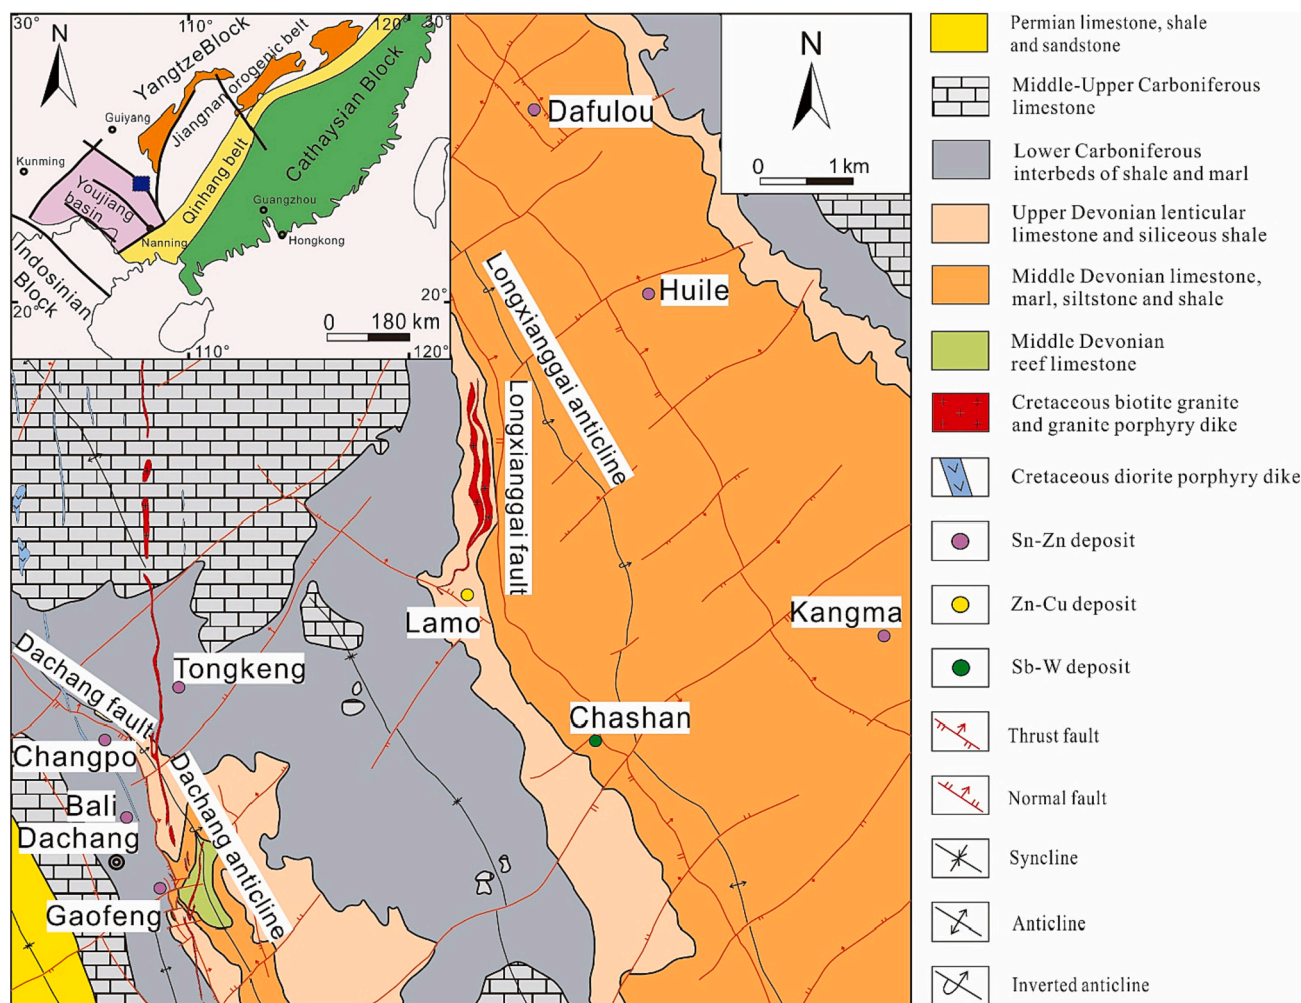 30°
110°
120°
30°
N
YangtzeBlock
Jiangnan orogenic belt
Guiyang
Kunming
Youjiang
basin
Qinhang belt
Cathaysian Block
Guangzhou
Nanning
Hongkong
Indosinian
Block
20°
20°
0 180 km
110°
120°
N
0 1 km
Dafulou
Huile
Longxianggai anticline
Longxianggai fault
Lamo
Kangma
Chashan
Tongkeng
Dachang fault
Changpo
Dachang anticline
Bali
Dachang
Gaofeng
Permian limestone, shale
and sandstone
Middle-Upper Carboniferous
limestone
Lower Carboniferous
interbeds of shale and marl
Upper Devonian lenticular
limestone and siliceous shale
Middle Devonian limestone,
marl, siltstone and shale
Middle Devonian
reef limestone
Cretaceous biotite granite
and granite porphyry dike
Cretaceous diorite porphyry dike
Sn-Zn deposit
Zn-Cu deposit
Sb-W deposit
Thrust fault
Normal fault
Syncline
Anticline
Inverted anticline